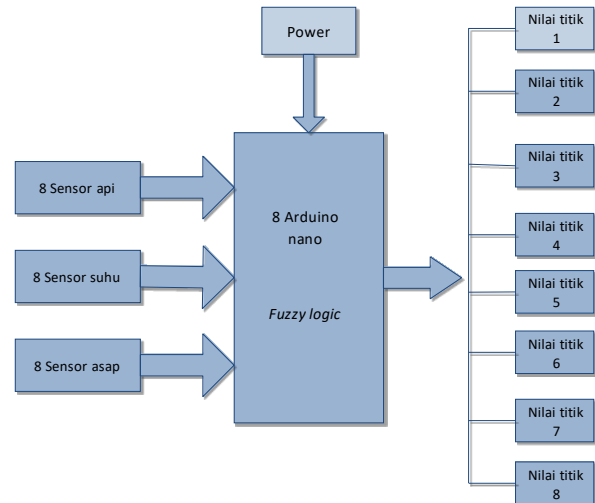 Power
8 Sensor api
8 Sensor suhu
8 Sensor asap
8 Arduino
nano
Fuzzy logic
Nilai titik
1
Nilai titik
2
Nilai titik
3
Nilai titik
4
Nilai titik
5
Nilai titik
6
Nilai titik
7
Nilai titik
8